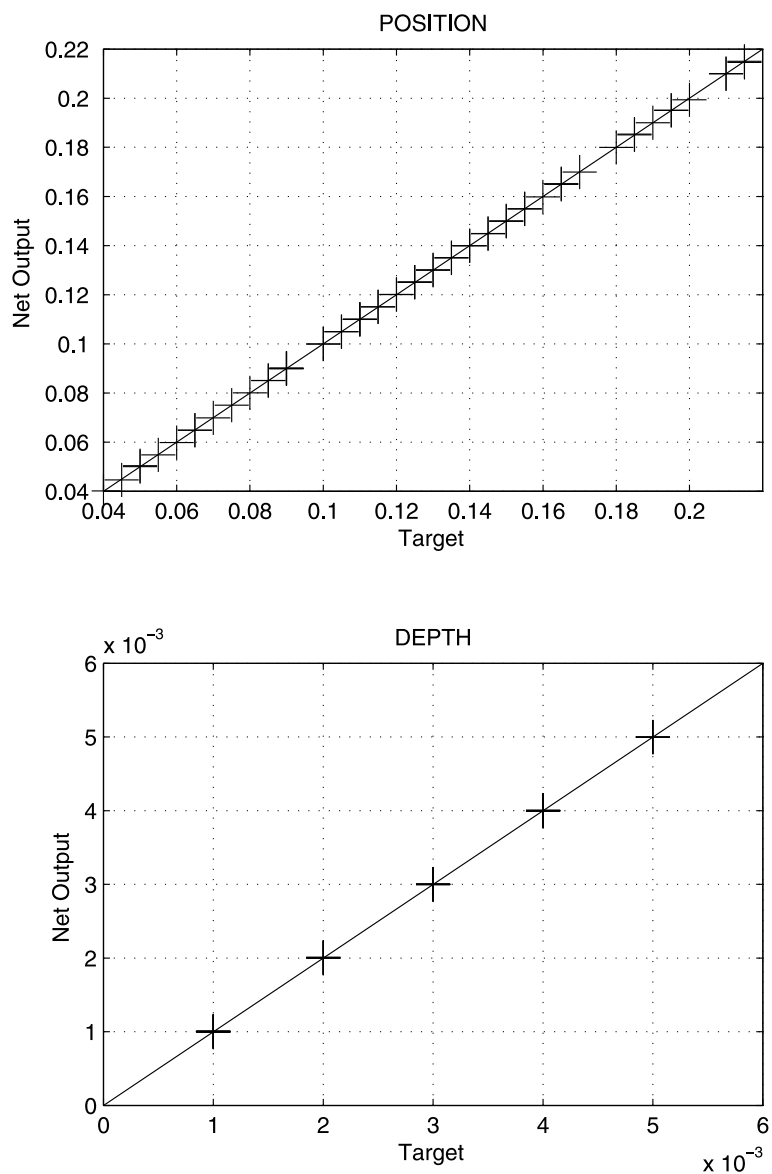 POSITION
0.22
0.2
0.18
0.16
0.14
0.12
0.1
0.08
0.06
0.04
Net Output
0.04 0.06 0.08 0.1 0.12 0.14 0.16 0.18 0.2
Target
x 10⁻³
DEPTH
6
5
4
3
2
1
0
Net Output
0 1 2 3 4 5 6
Target
x 10⁻³